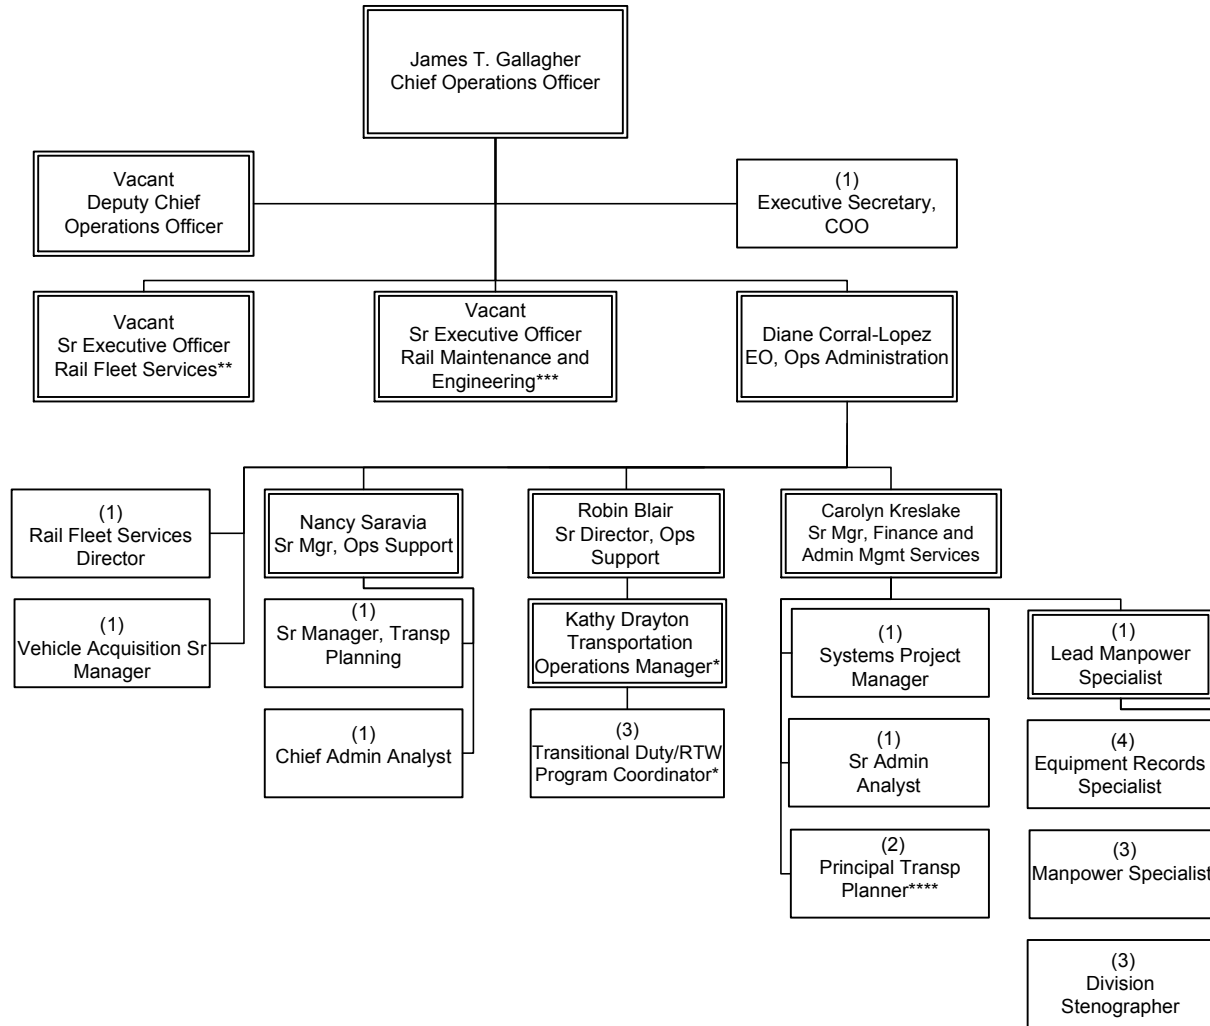 James T. Gallagher
Chief Operations Officer
Vacant
Deputy Chief
Operations Officer
(1)
Executive Secretary,
COO
Vacant
Sr Executive Officer
Rail Fleet Services**
Vacant
Sr Executive Officer
Rail Maintenance and
Engineering***
Diane Corral-Lopez
EO, Ops Administration
(1)
Rail Fleet Services
Director
(1)
Vehicle Acquisition Sr
Manager
Nancy Saravia
Sr Mgr, Ops Support
(1)
Sr Manager, Transp
Planning
(1)
Chief Admin Analyst
Robin Blair
Sr Director, Ops
Support
Kathy Drayton
Transportation
Operations Manager*
(3)
Transitional Duty/RTW
Program Coordinator*
Carolyn Kreslake
Sr Mgr, Finance and
Admin Mgmt Services
(1)
Systems Project
Manager
(1)
Sr Admin
Analyst
(2)
Principal Transp
Planner****
(1)
Lead Manpower
Specialist
(4)
Equipment Records
Specialist
(3)
Manpower Specialist
(3)
Division
Stenographer